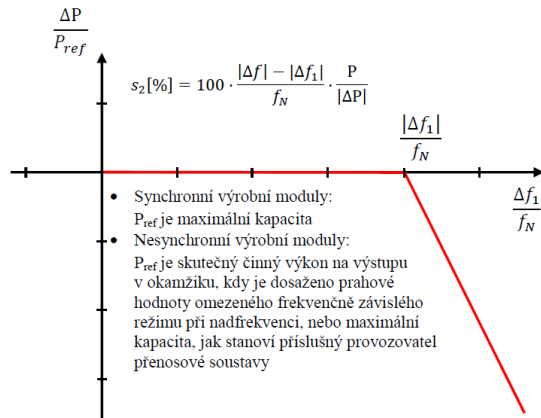 ΔP
P_ref
s₂[%] = 100 · (|Δf| − |Δf₁|)/f_N · P/|ΔP|
|Δf₁|
f_N
Δf₁
f_N
• Synchronní výrobní moduly:
P_ref je maximální kapacita
• Nesynchronní výrobní moduly:
P_ref je skutečný činný výkon na výstupu
v okamžiku, kdy je dosaženo prahové
hodnoty omezeného frekvenčně závislého
režimu při nadfrekvenci, nebo maximální
kapacita, jak stanoví příslušný provozovatel
přenosové soustavy